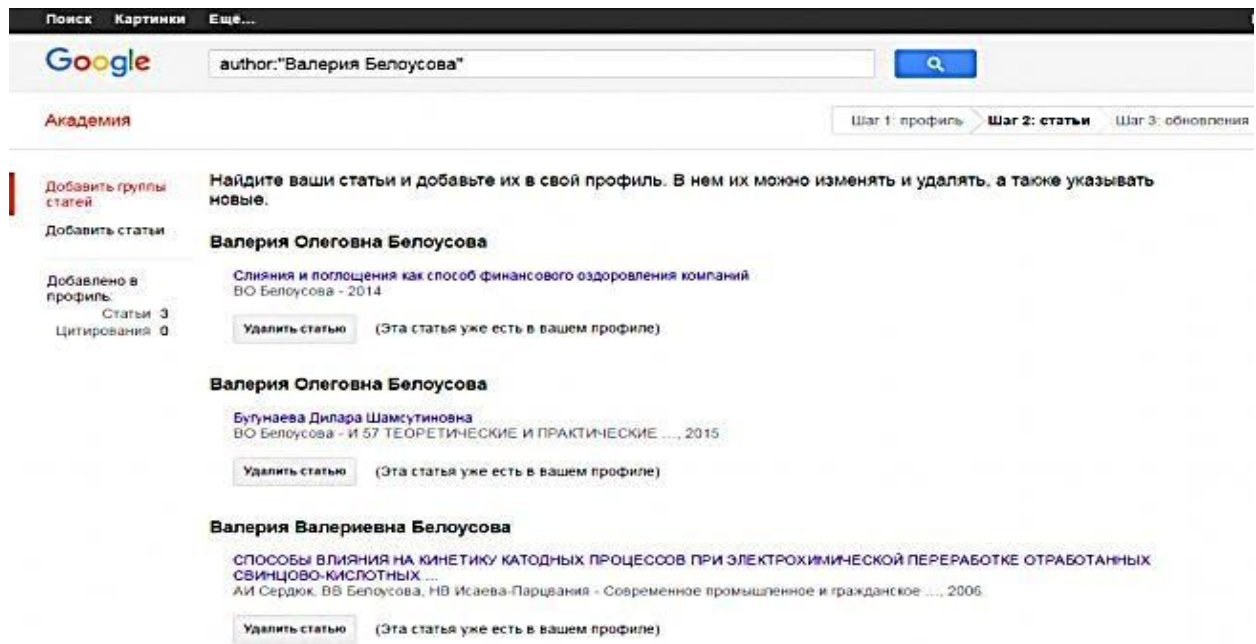 Поиск Картинки Ещё...
Google author:"Валерия Белоусова"
Академия
Шаг 1: профиль Шаг 2: статьи Шаг 3: обновления
Добавить группы
статей
Добавить статьи
Добавлено в
профиль:
Статьи 3
Цитирования 0
Найдите ваши статьи и добавьте их в свой профиль. В нем их можно изменять и удалять, а также указывать
новые.
Валерия Олеговна Белоусова
Слияния и поглощения как способ финансового оздоровления компаний
ВО Белоусова - 2014
Удалить статью (Эта статья уже есть в вашем профиле)
Валерия Олеговна Белоусова
Бугунаева Дилара Шамсутиновна
ВО Белоусова - И 57 ТЕОРЕТИЧЕСКИЕ И ПРАКТИЧЕСКИЕ ..., 2015
Удалить статью (Эта статья уже есть в вашем профиле)
Валерия Валериевна Белоусова
СПОСОБЫ ВЛИЯНИЯ НА КИНЕТИКУ КАТОДНЫХ ПРОЦЕССОВ ПРИ ЭЛЕКТРОХИМИЧЕСКОЙ ПЕРЕРАБОТКЕ ОТРАБОТАННЫХ
СВИНЦОВО-КИСЛОТНЫХ ...
АИ Сердюк, ВВ Белоусова, НВ Исаева-Парцвания - Современное промышленное и гражданское ..., 2006
Удалить статью (Эта статья уже есть в вашем профиле)